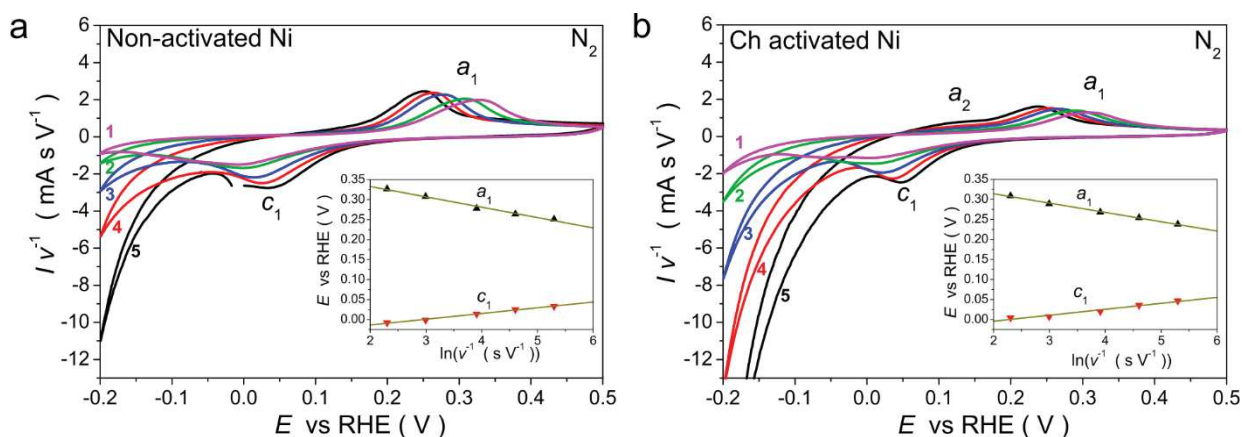 a
Non-activated Ni
N2
a1
c1
1
2
3
4
5
I v-1 ( mA s V-1 )
6
4
2
0
-2
-4
-6
-8
-10
-12
-0.2 -0.1 0.0 0.1 0.2 0.3 0.4 0.5
E vs RHE ( V )
E vs RHE ( V )
0.35
0.30
0.25
0.20
0.15
0.10
0.05
0.00
a1
c1
2 3 4 5 6
ln(v-1 ( s V-1 ))
b
Ch activated Ni
N2
a2
a1
c1
1
2
3
4
5
I v-1 ( mA s V-1 )
6
4
2
0
-2
-4
-6
-8
-10
-12
-0.2 -0.1 0.0 0.1 0.2 0.3 0.4 0.5
E vs RHE ( V )
E vs RHE ( V )
0.35
0.30
0.25
0.20
0.15
0.10
0.05
0.00
a1
c1
2 3 4 5 6
ln(v-1 ( s V-1 ))